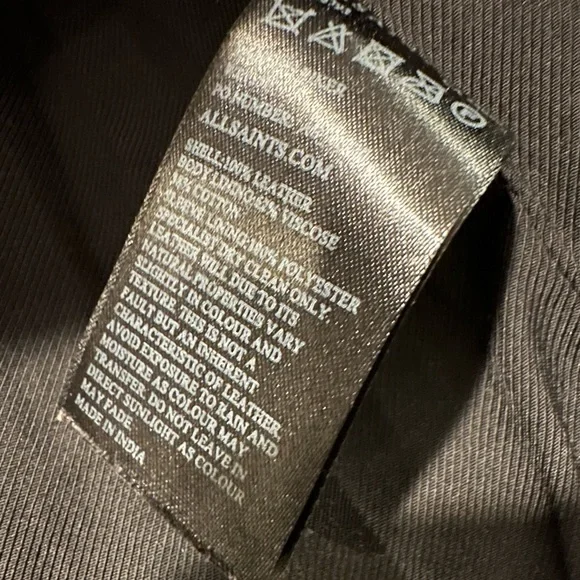 PO NUMBER:
ALLSAINTS.COM
SHELL: 100% LEATHER.
BODY LINING: 62% VISCOSE
38% COTTON
SLEEVE LINING: 100% POLYESTER
SPECIALIST DRY CLEAN ONLY.
LEATHER WILL DUE TO ITS
NATURAL PROPERTIES VARY
SLIGHTLY IN COLOUR AND
TEXTURE. THIS IS NOT A
FAULT BUT AN INHERENT
CHARACTERISTIC OF LEATHER.
AVOID EXPOSURE TO RAIN AND
MOISTURE AS COLOUR MAY
TRANSFER. DO NOT LEAVE IN
DIRECT SUNLIGHT AS COLOUR
MAY FADE.
MADE IN INDIA